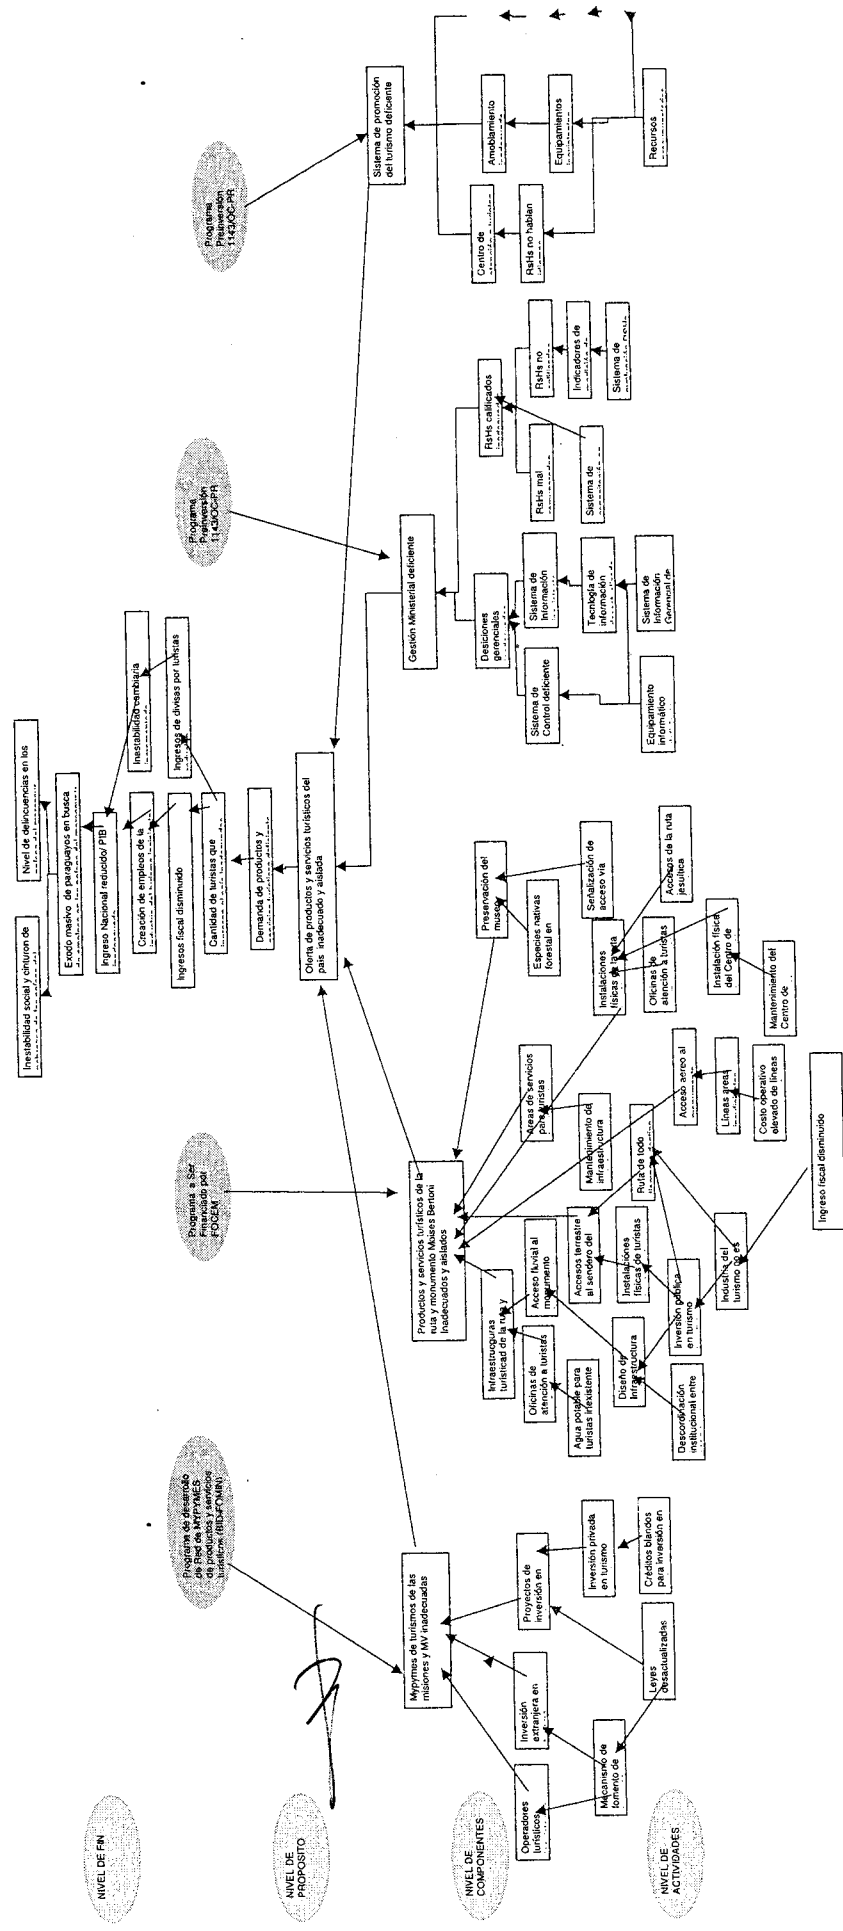 NIVEL DE FIN
NIVEL DE
PROPOSITO
NIVEL DE
COMPONENTES
NIVEL DE
ACTIVIDADES
Programa de desarrollo
de Red de MYPYMES
de productos y servicios
turísticos (BID-FOMIN)
Programa a Ser
Financiado por
FOCEM
Programa
Preinversión
1143/OC-PR
Programa
Preinversión
1143/OC-PR
Inestabilidad social y cinturon de
Nivel de delincuencias en los
Exodo masivo de paraguayos en busca
Ingreso Nacional reducido/ PIB
Inastabilidad cambiaria
Creación de empleos de la
Ingresos de divisas por turistas
Ingresos fiscal disminuido
Cantidad de turistas que
Demanda de productos y
Oferta de productos y servicios turísticos del
país inadecuado y aislada
Mypymes de turismos de las
misiones y MV inadecuadas
Productos y servicios turísticos de la
ruta y monumento Moises Bertoni
Inadecuados y aislados
Gestión Ministerial deficiente
Sistema de promoción
del turismo deficiente
Operadores
turísticos
Inversión
extranjera en
Proyectos de
inversión en
Inversión privada
en turismo
Mecanismo de
fomento de
Leyes
desactualizadas
Créditos blandos
para inversión en
Infraestruoguras
turísticad de la ruta y
Oficinas de
atención a turistas
Agua potable para
turistas inexistente
Acceso fluvial al
monumento
Accesos terrestre
al sendero del
Areas de servicios
para turistas
Mantenimiento de
infraestructura
Diseño de
Infraestructura
Instalaciónes
físicas de turistas
Ruta de todo
Descordinación
institucional entre
Inversión pública
en turismo
Industria del
turismo no es
Acceso aereo al
Líneas areas
Costo operativo
elevado de líneas
Ingreso fiscal disminuido
Preservación del
museo
Especies nativas
forestal en
Señalización de
acceso vía
Instalaciones
físicas de la ruta
Oficinas de
atención a turistas
Accesos de la ruta
jesuítica
Instalación física
del Centro de
Mantenimiento del
Centro de
Desiciones
gerenciales
Sistema de
Control deficiente
Sistema de
Información
Tecnlogía de
información
Equipamiento
informático
Sistema de
Información
Gerencial de
RsHs calificados
RsHs mal
RsHs no
Sistema de
Indicadores de
Sistema de
Centro de
RsHs no hablan
Amoblamiento
Equipamientos
Recursos